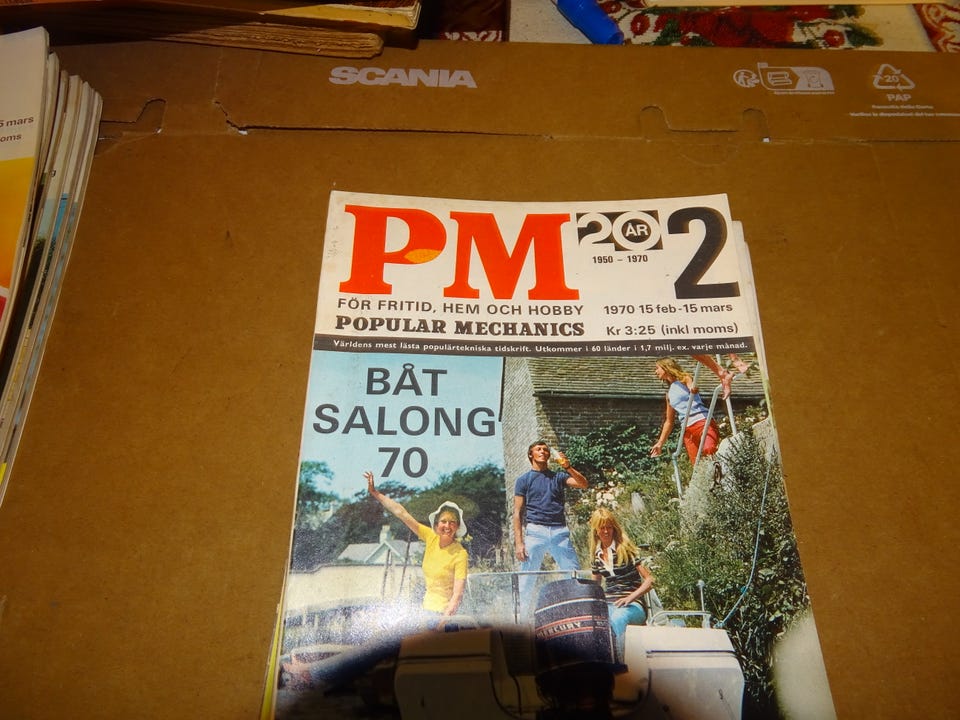 SCANIA
20
PAP
5 mars
oms
PM 20 ÅR 2
1950 - 1970
FÖR FRITID, HEM OCH HOBBY
1970 15 feb-15 mars
POPULAR MECHANICS
Kr 3:25 (inkl moms)
Världens mest lästa populärtekniska tidskrift. Utkommer i 60 länder i 1,7 milj. ex. varje månad.
BÅT
SALONG
70
MERCURY